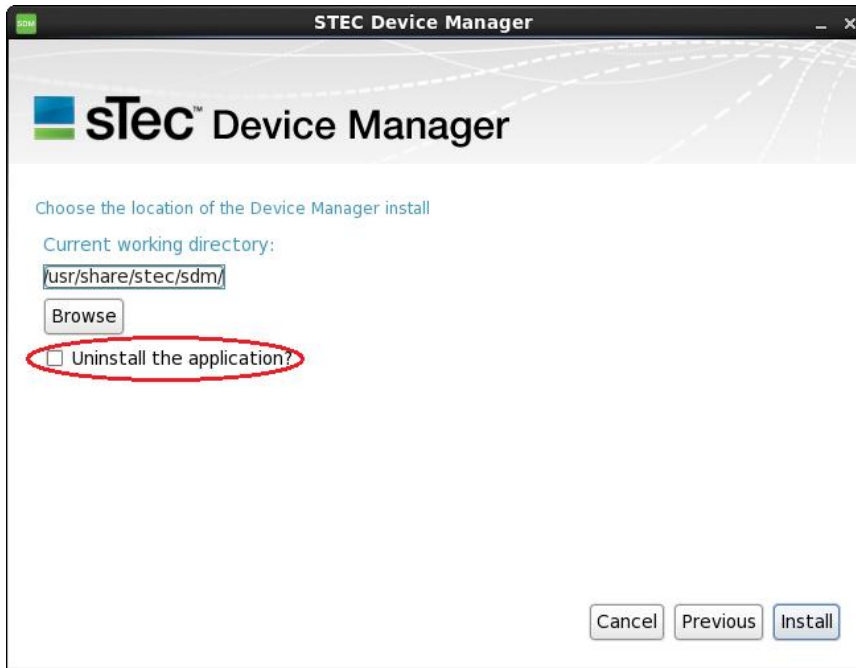 SDM STEC Device Manager
sTec™ Device Manager
Choose the location of the Device Manager install
Current working directory:
/usr/share/stec/sdm/
Browse
Uninstall the application?
Cancel Previous Install